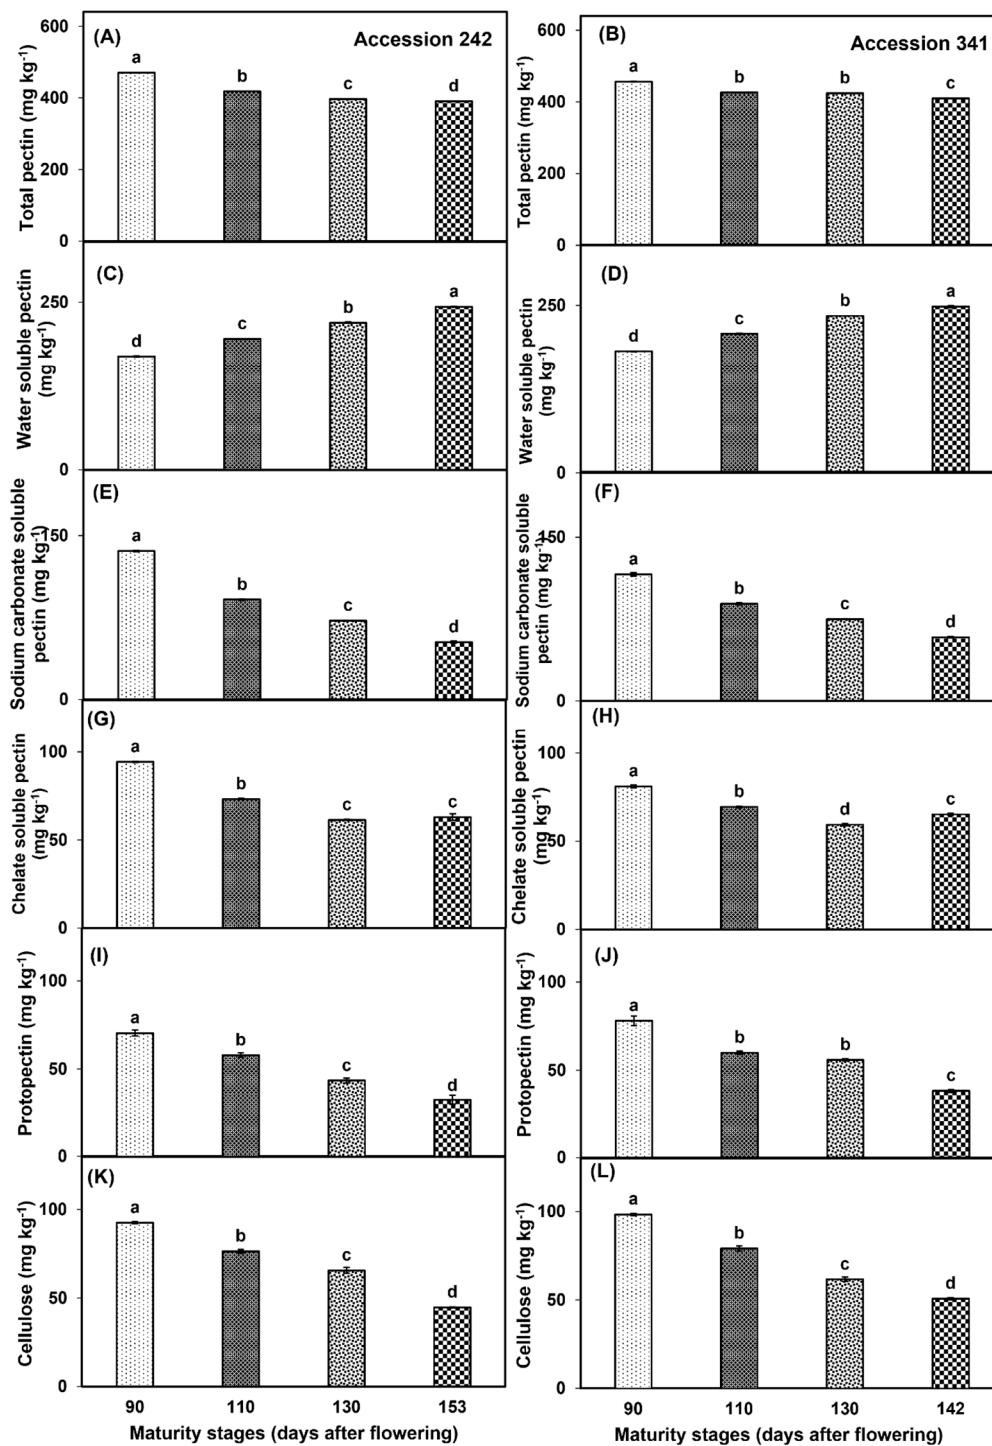 (A)
Accession 242
Total pectin (mg kg⁻¹)
600
400
200
0
a
b
c
d
(B)
Accession 341
Total pectin (mg kg⁻¹)
600
400
200
0
a
b
b
c
(C)
Water soluble pectin
(mg kg⁻¹)
250
0
d
c
b
a
(D)
Water soluble pectin
(mg kg⁻¹)
250
0
d
c
b
a
(E)
Sodium carbonate soluble
pectin (mg kg⁻¹)
150
0
a
b
c
d
(F)
Sodium carbonate soluble
pectin (mg kg⁻¹)
150
0
a
b
c
d
(G)
Chelate soluble pectin
(mg kg⁻¹)
100
50
0
a
b
c
c
(H)
Chelate soluble pectin
(mg kg⁻¹)
100
50
0
a
b
d
c
(I)
Protopectin (mg kg⁻¹)
100
50
0
a
b
c
d
(J)
Protopectin (mg kg⁻¹)
100
50
0
a
b
b
c
(K)
Cellulose (mg kg⁻¹)
100
50
0
a
b
c
d
90 110 130 153
Maturity stages (days after flowering)
(L)
Cellulose (mg kg⁻¹)
100
50
0
a
b
c
d
90 110 130 142
Maturity stages (days after flowering)